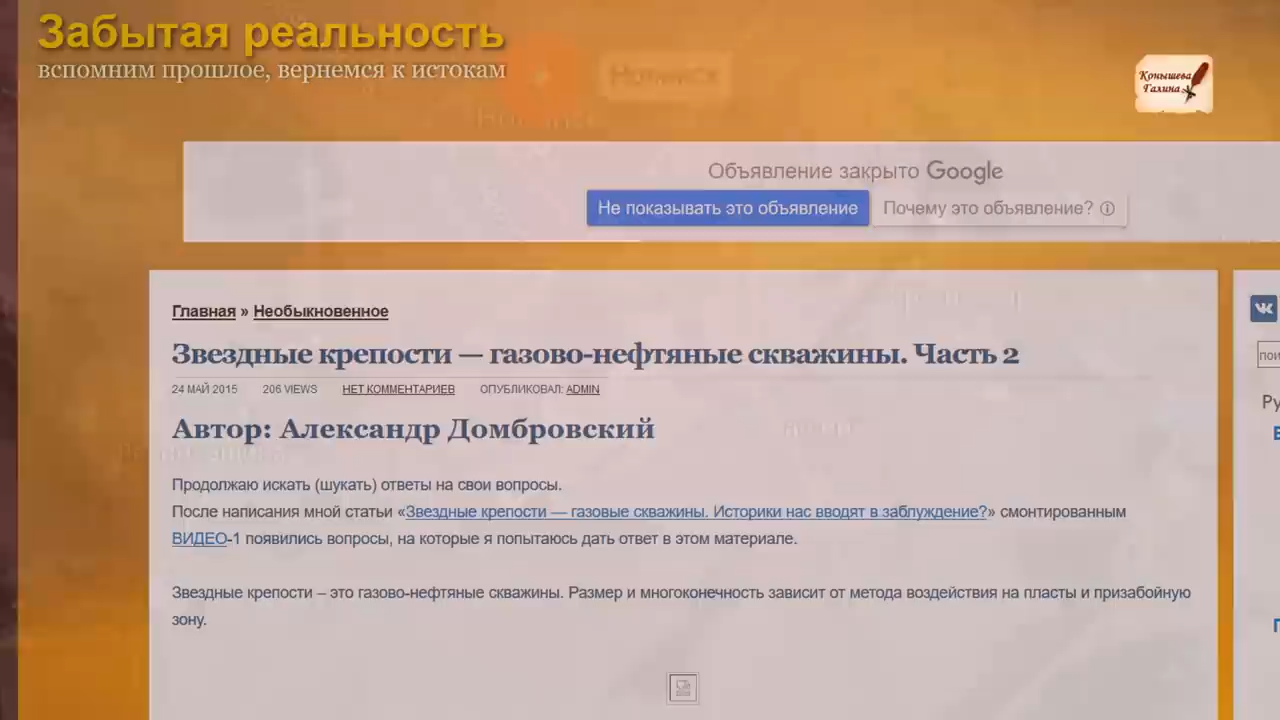 Забытая реальность
вспомним прошлое, вернемся к истокам
Конышева
Галина
Объявление закрыто Google
Не показывать это объявление
Почему это объявление?
Главная » Необыкновенное
Звездные крепости — газово-нефтяные скважины. Часть 2
24 МАЙ 2015 206 VIEWS НЕТ КОММЕНТАРИЕВ ОПУБЛИКОВАЛ: ADMIN
Автор: Александр Домбровский
Продолжаю искать (шукать) ответы на свои вопросы.
После написания мной статьи «Звездные крепости — газовые скважины. Историки нас вводят в заблуждение?» смонтированным
ВИДЕО-1 появились вопросы, на которые я попытаюсь дать ответ в этом материале.
Звездные крепости – это газово-нефтяные скважины. Размер и многоконечность зависит от метода воздействия на пласты и призабойную
зону.